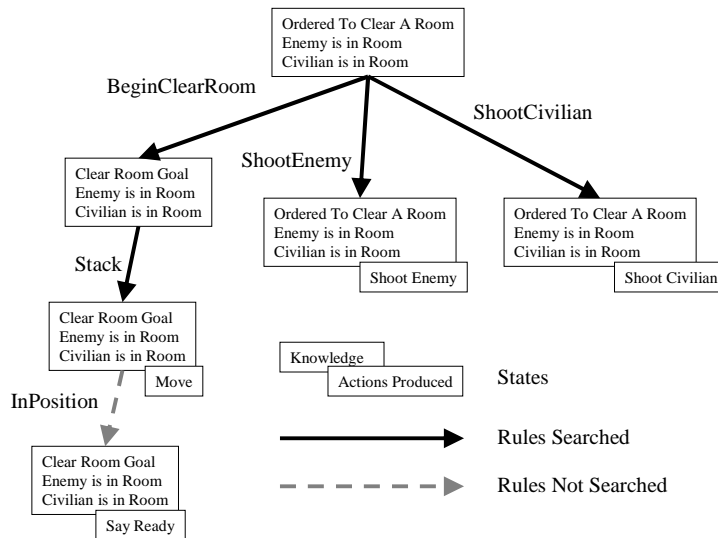 Ordered To Clear A Room
Enemy is in Room
Civilian is in Room
BeginClearRoom
ShootEnemy
ShootCivilian
Clear Room Goal
Enemy is in Room
Civilian is in Room
Ordered To Clear A Room
Enemy is in Room
Civilian is in Room
Shoot Enemy
Ordered To Clear A Room
Enemy is in Room
Civilian is in Room
Shoot Civilian
Stack
Clear Room Goal
Enemy is in Room
Civilian is in Room
Move
InPosition
Clear Room Goal
Enemy is in Room
Civilian is in Room
Say Ready
Knowledge
Actions Produced
States
Rules Searched
Rules Not Searched